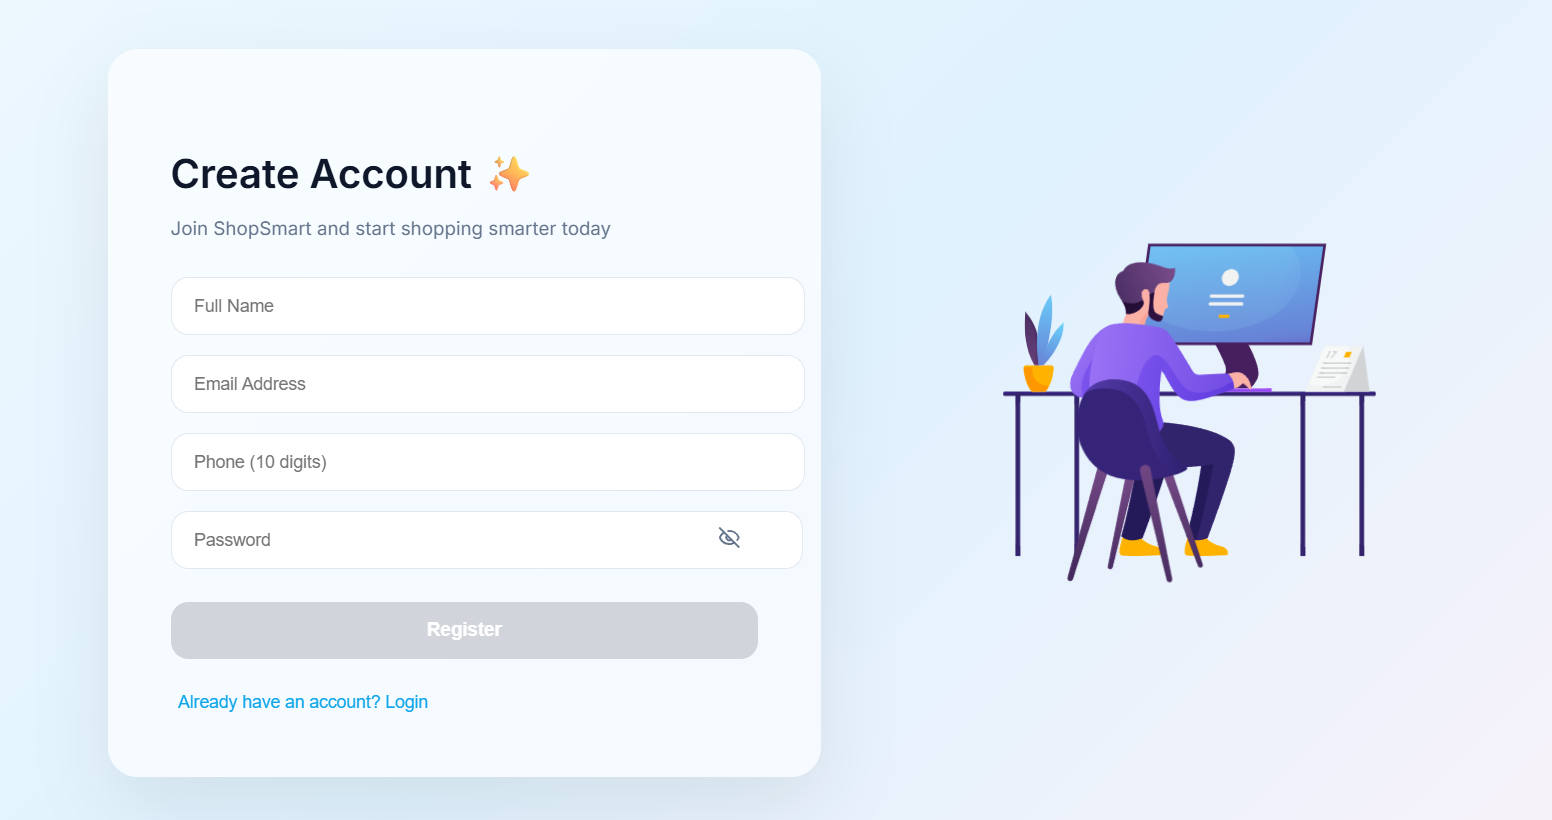 Create Account ✨
Join ShopSmart and start shopping smarter today
Full Name
Email Address
Phone (10 digits)
Password
Register
Already have an account? Login
17